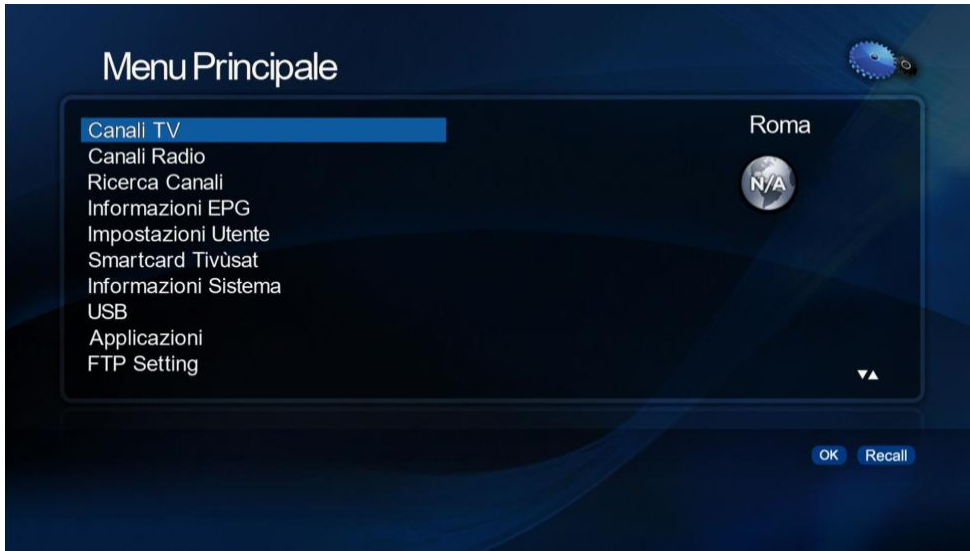 Menu Principale
Canali TV
Canali Radio
Ricerca Canali
Informazioni EPG
Impostazioni Utente
Smartcard Tivùsat
Informazioni Sistema
USB
Applicazioni
FTP Setting
Roma
N/A
OK Recall